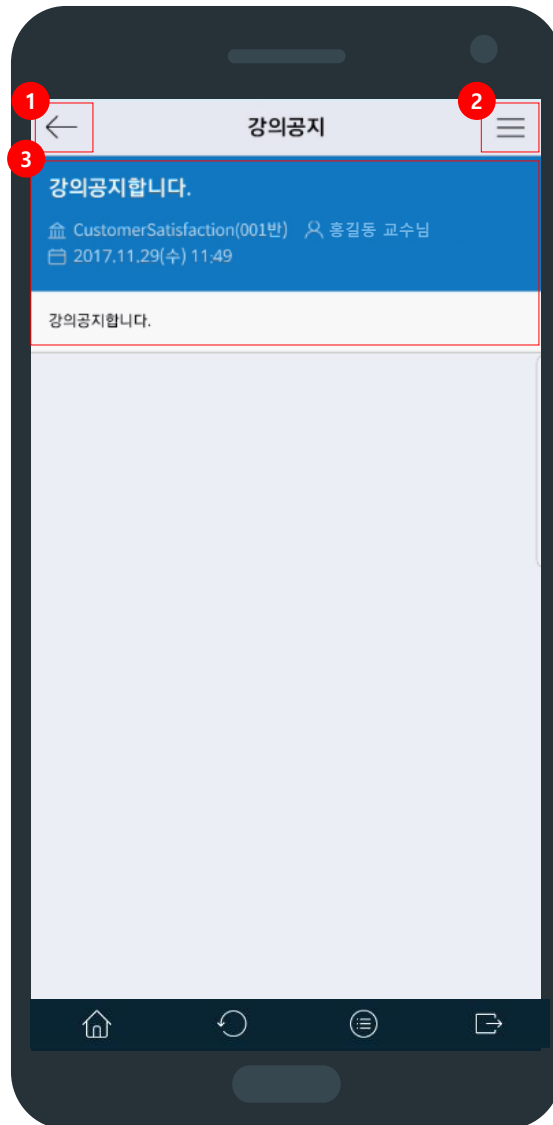 1
2
강의공지
3
강의공지합니다.
CustomerSatisfaction(001반) 홍길동 교수님
2017.11.29(수) 11:49
강의공지합니다.